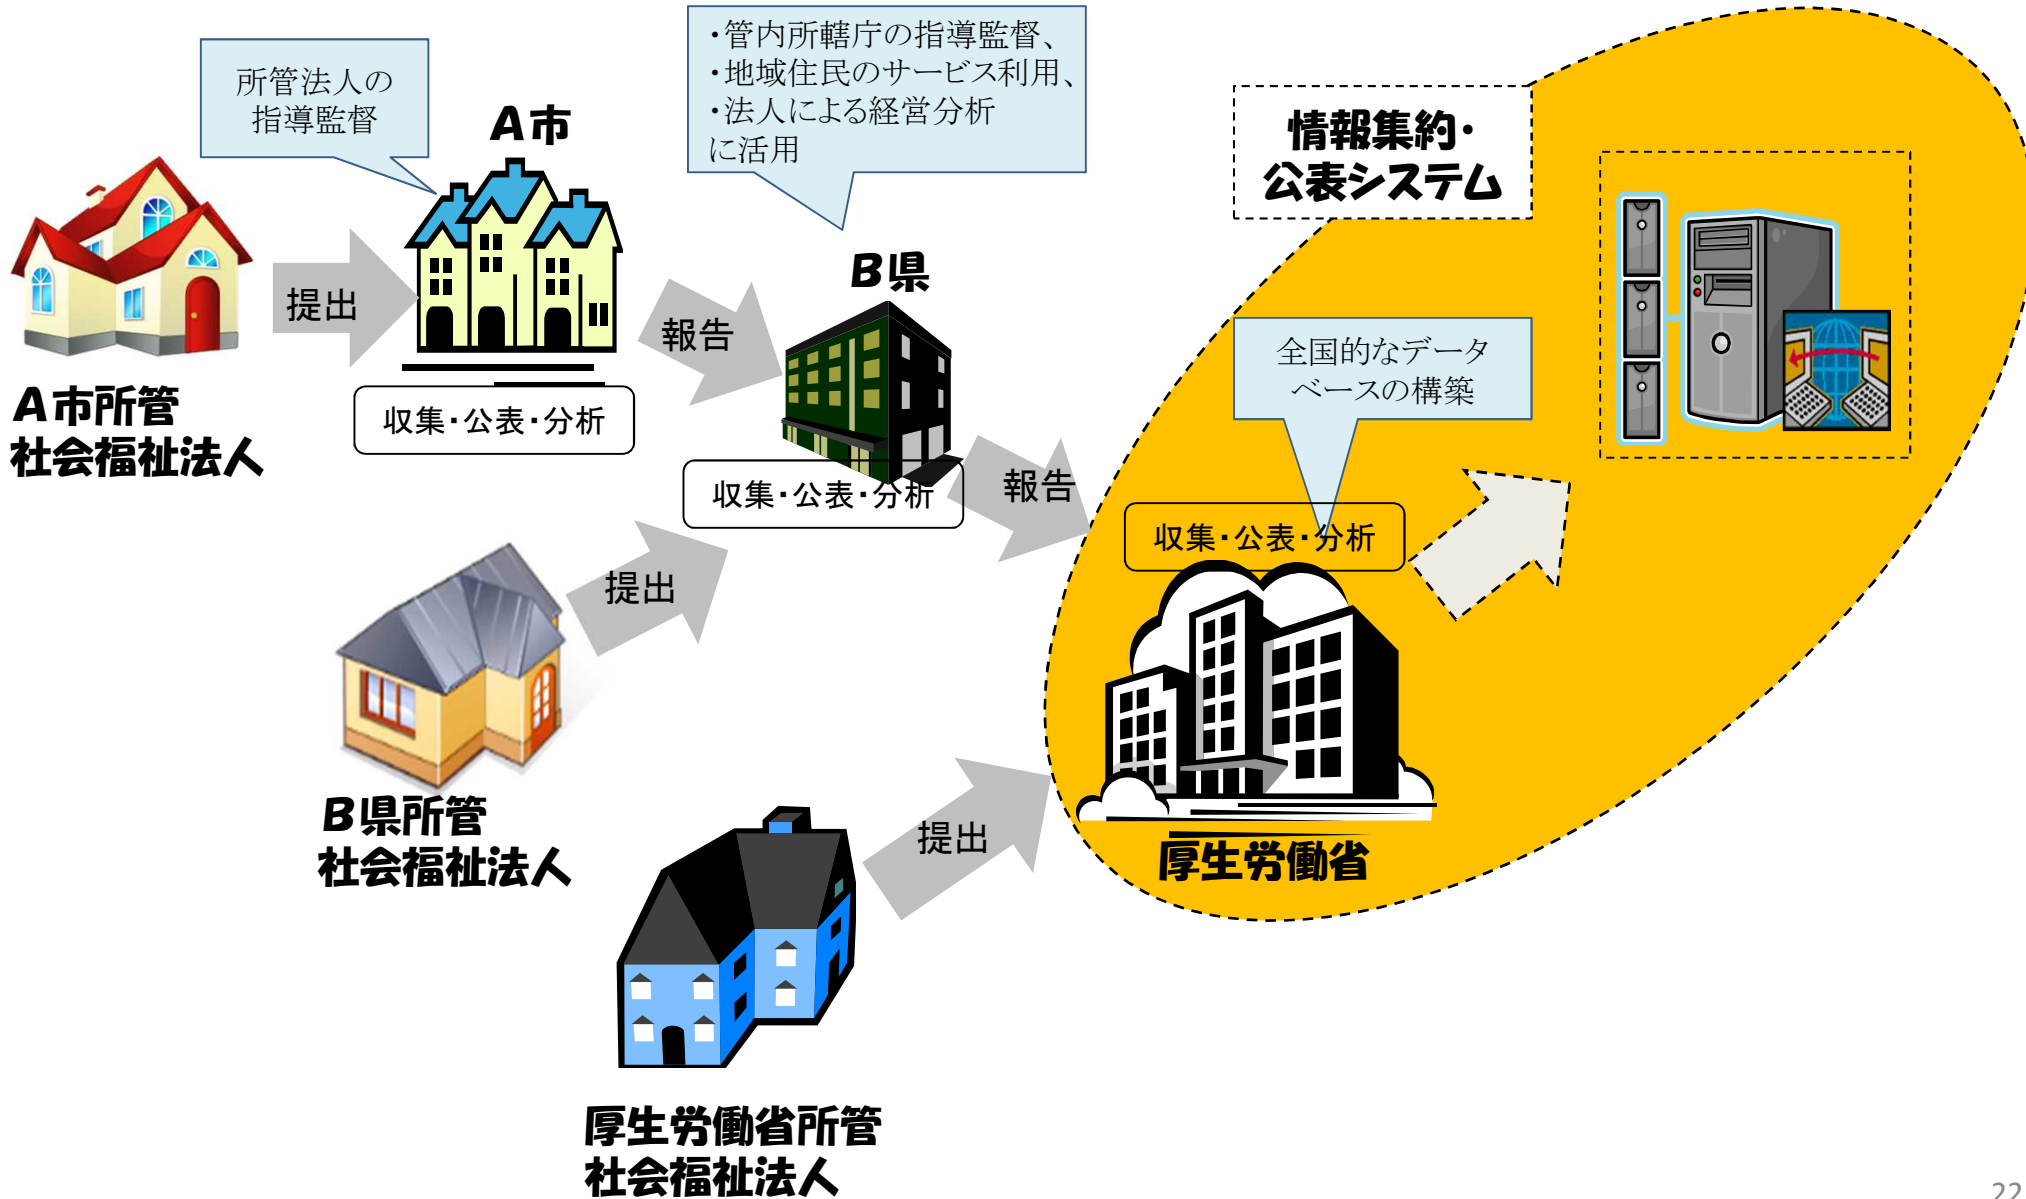 所管法人の
指導監督
A市
・管内所轄庁の指導監督、
・地域住民のサービス利用、
・法人による経営分析
に活用
情報集約・
公表システム
提出
報告
B県
A市所管
社会福祉法人
収集・公表・分析
全国的なデータ
ベースの構築
収集・公表・分析
報告
収集・公表・分析
提出
B県所管
社会福祉法人
提出
厚生労働省
厚生労働省所管
社会福祉法人
22